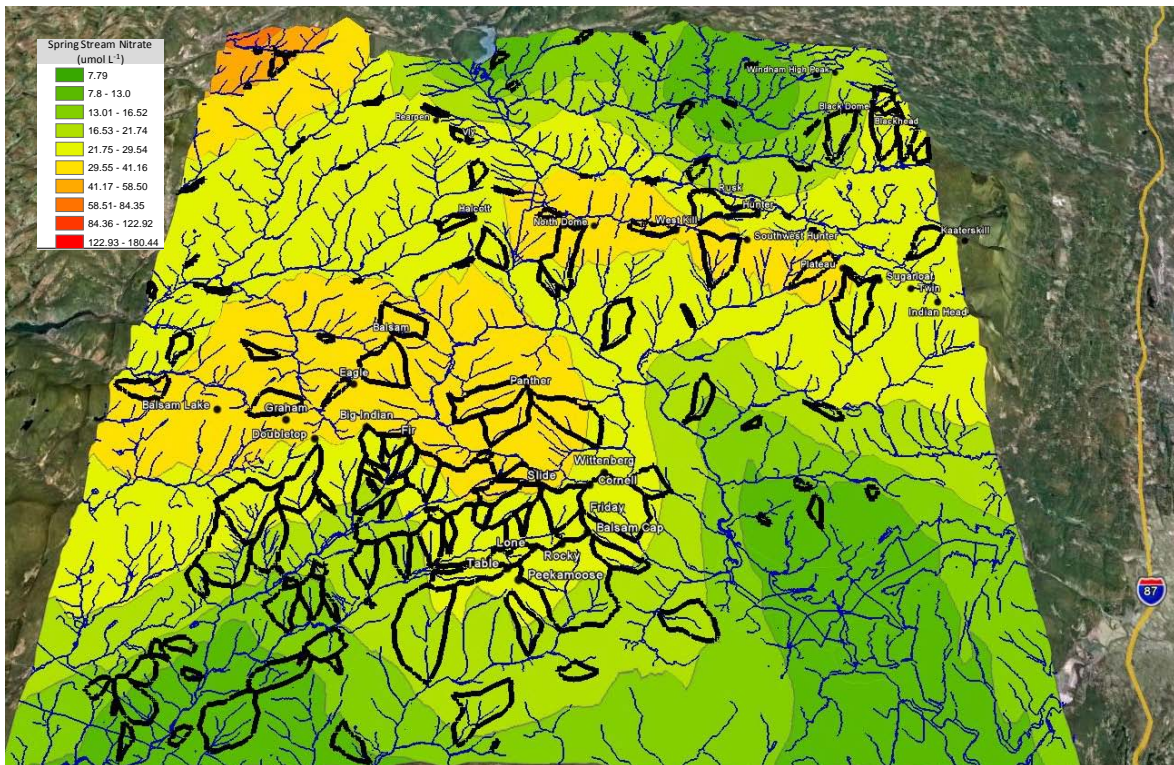 Spring Stream Nitrate
(umol L-1)
7.79
7.8 - 13.0
13.01 - 16.52
16.53 - 21.74
21.75 - 29.54
29.55 - 41.16
41.17 - 58.50
58.51 - 84.35
84.36 - 122.92
122.93 - 180.44
Windham High Peak
Black Dome
Blackhead
Bearpen
Vly
Rusk
Hunter
Halcott
North Dome
West Kill
Southwest Hunter
Kaaterskill
Plateau
Sugarloaf
Twin
Indian Head
Balsam
Eagle
Panther
Balsam Lake
Graham
Big Indian
Fir
Doubletop
Wittenberg
Slide
Cornell
Friday
Balsam Cap
Lone
Rocky
Table
Peekamoose
87